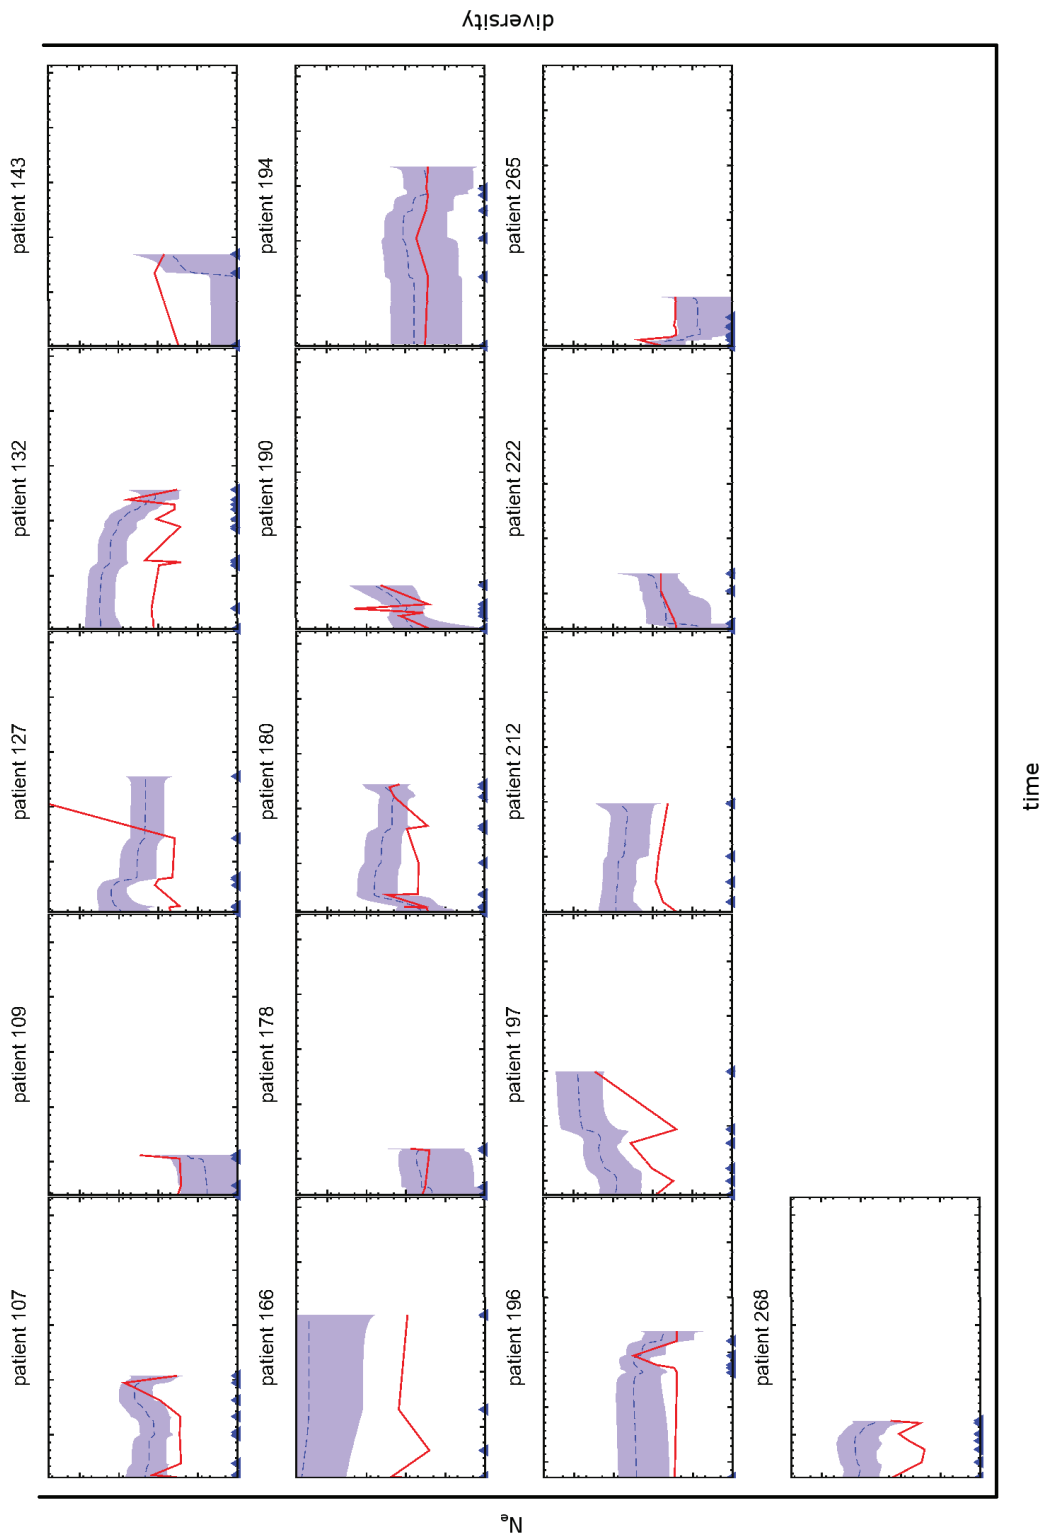 diversity
patient 143
patient 194
patient 265
patient 132
patient 190
patient 222
patient 127
patient 180
patient 212
patient 109
patient 178
patient 197
patient 107
patient 166
patient 196
patient 268
time
Ne